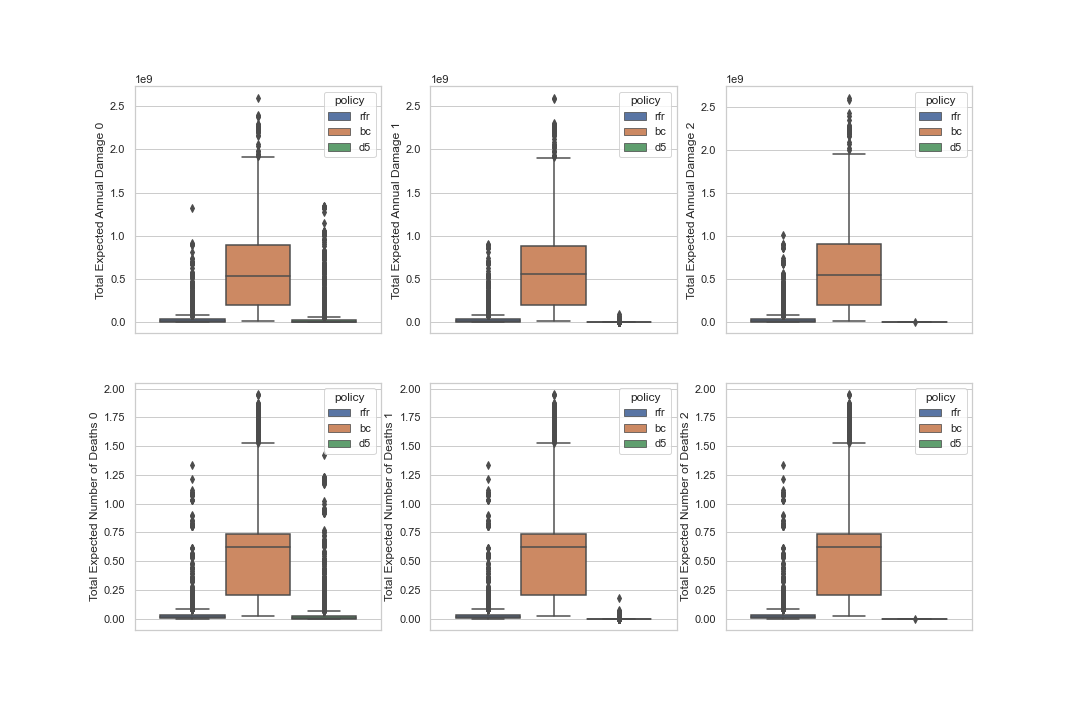 1e9
Total Expected Annual Damage 0
2.5
2.0
1.5
1.0
0.5
0.0
policy
rfr
bc
d5
1e9
Total Expected Annual Damage 1
2.5
2.0
1.5
1.0
0.5
0.0
policy
rfr
bc
d5
1e9
Total Expected Annual Damage 2
2.5
2.0
1.5
1.0
0.5
0.0
policy
rfr
bc
d5
Total Expected Number of Deaths 0
2.00
1.75
1.50
1.25
1.00
0.75
0.50
0.25
0.00
policy
rfr
bc
d5
Total Expected Number of Deaths 1
2.00
1.75
1.50
1.25
1.00
0.75
0.50
0.25
0.00
policy
rfr
bc
d5
Total Expected Number of Deaths 2
2.00
1.75
1.50
1.25
1.00
0.75
0.50
0.25
0.00
policy
rfr
bc
d5